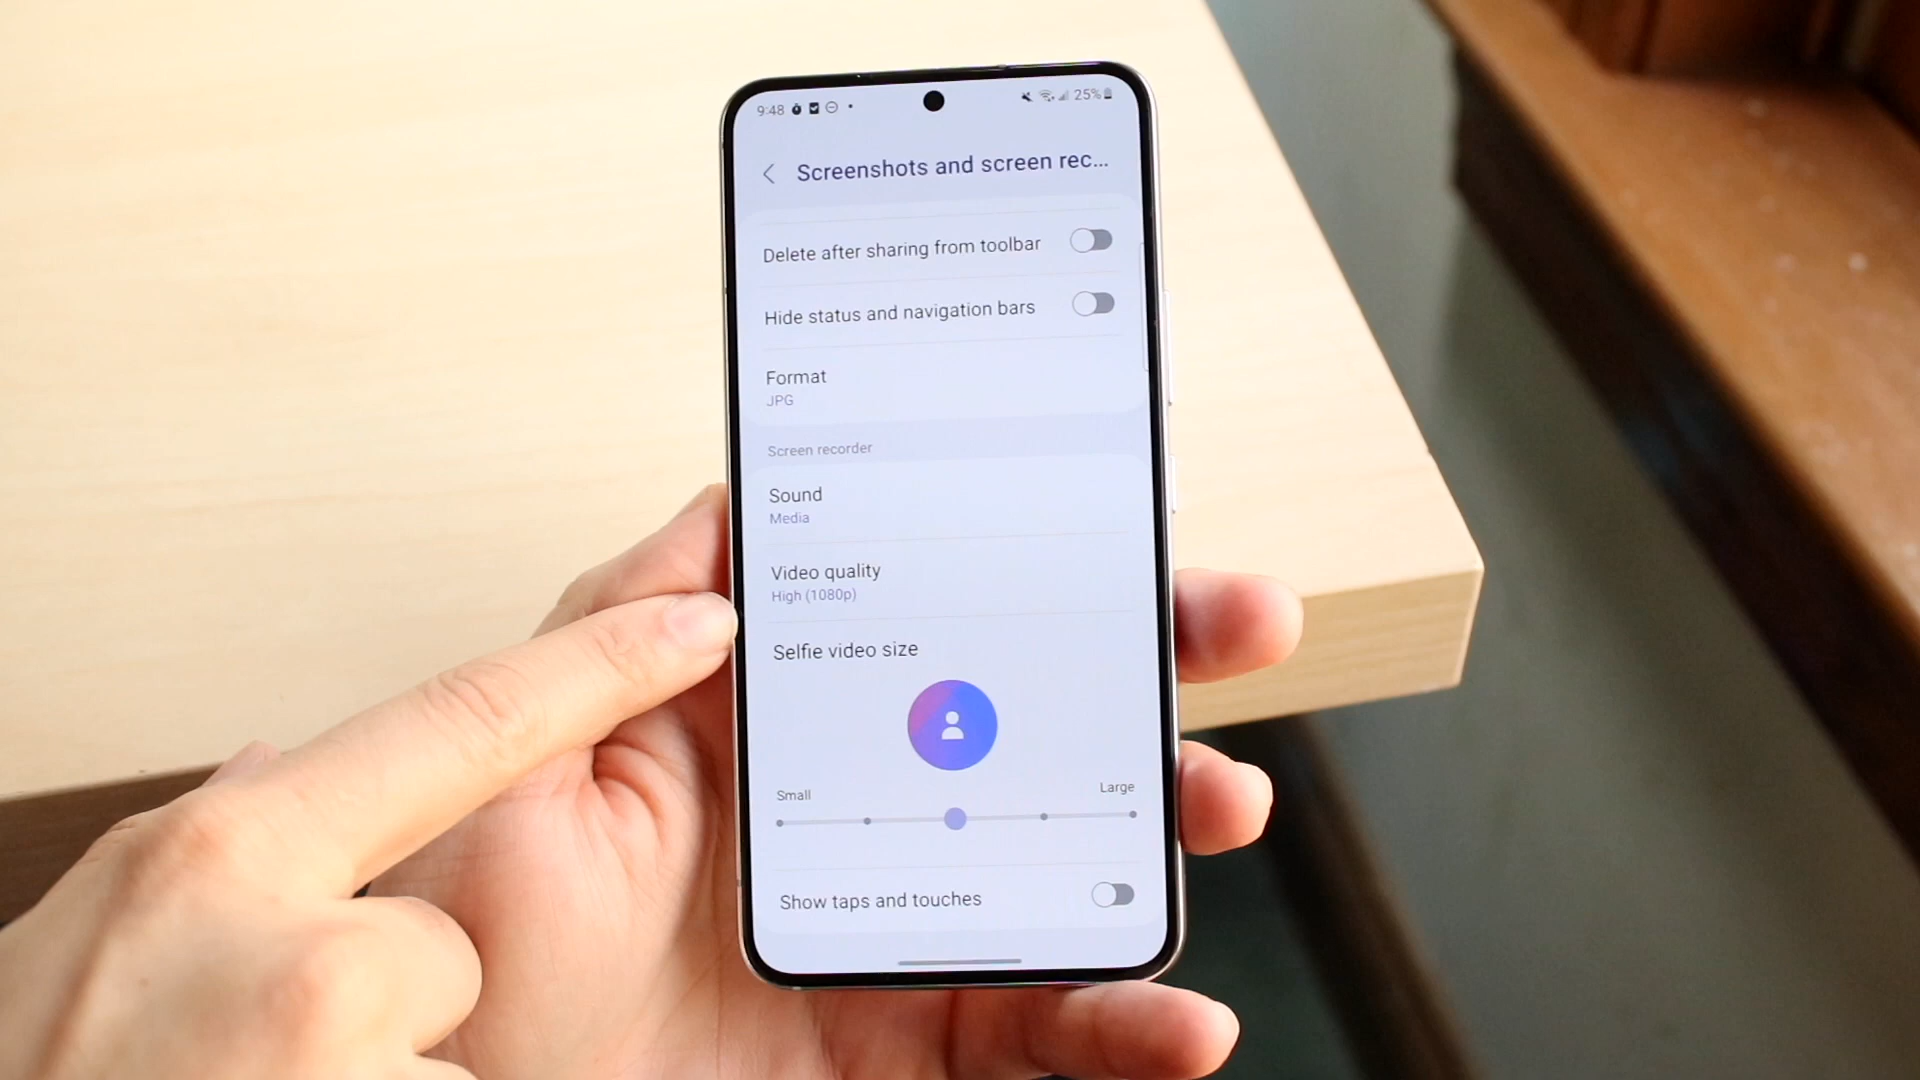 9:48 25%
Screenshots and screen rec...
Delete after sharing from toolbar
Hide status and navigation bars
Format
JPG
Screen recorder
Sound
Media
Video quality
High (1080p)
Selfie video size
Small Large
Show taps and touches